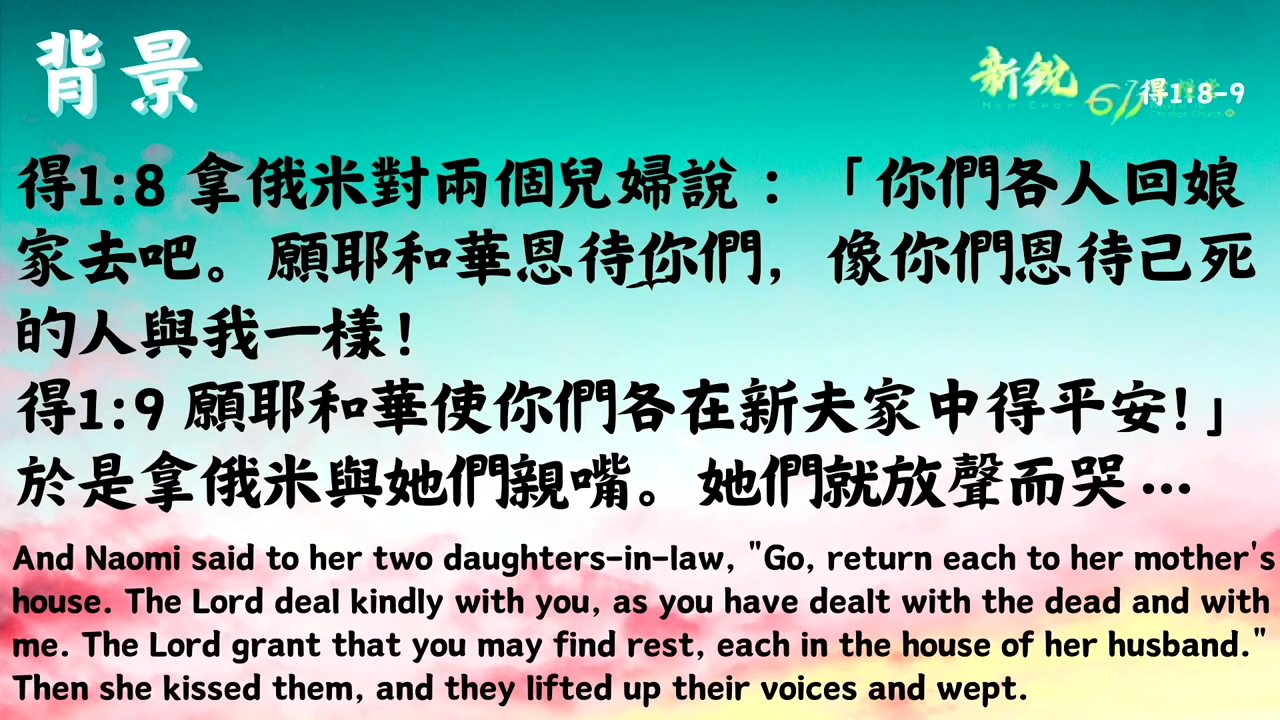 背景
新銳
NEW CROP
611
得1:8-9
得1:8 拿俄米對兩個兒婦說：「你們各人回娘
家去吧。願耶和華恩待你們，像你們恩待已死
的人與我一樣！
得1:9 願耶和華使你們各在新夫家中得平安！」
於是拿俄米與她們親嘴。她們就放聲而哭…
And Naomi said to her two daughters-in-law, "Go, return each to her mother's
house. The Lord deal kindly with you, as you have dealt with the dead and with
me. The Lord grant that you may find rest, each in the house of her husband."
Then she kissed them, and they lifted up their voices and wept.